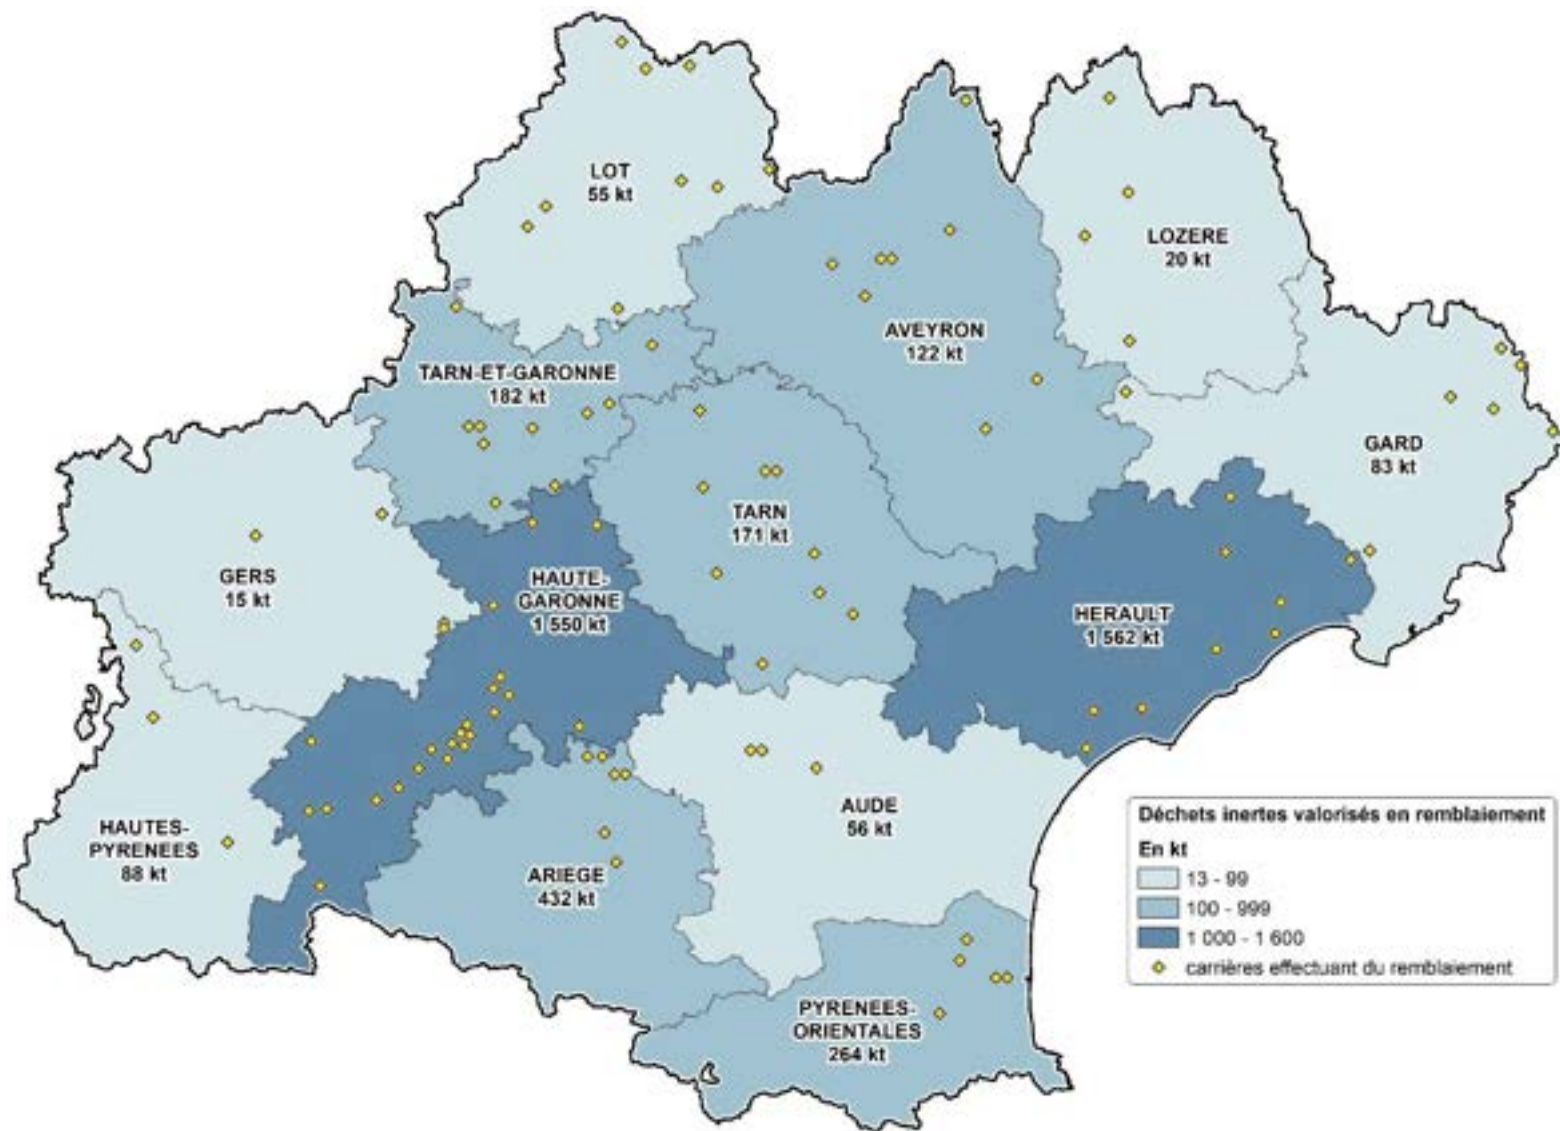 LOT
55 kt
LOZERE
20 kt
AVEYRON
122 kt
TARN-ET-GARONNE
182 kt
GARD
83 kt
TARN
171 kt
GERS
15 kt
HAUTE-
GARONNE
1 550 kt
HERAULT
1 562 kt
HAUTES-
PYRENEES
88 kt
AUDE
56 kt
ARIEGE
432 kt
PYRENEES-
ORIENTALES
264 kt
Déchets inertes valorisés en remblaiement
En kt
13 - 99
100 - 999
1 000 - 1 600
carrières effectuant du remblaiement